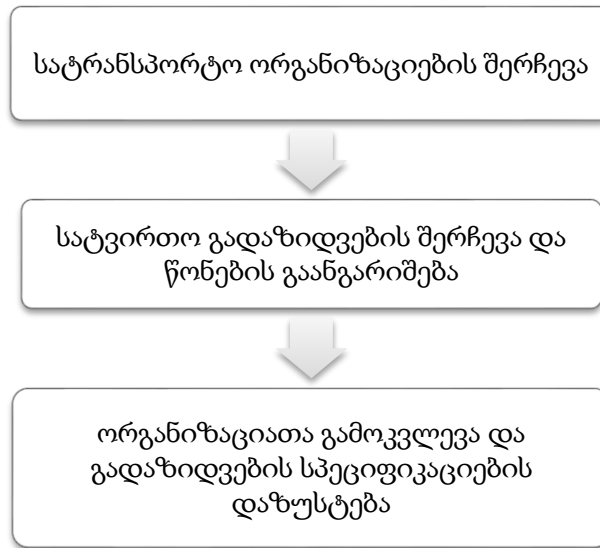 სატრანსპორტო ორგანიზაციების შერჩევა
სატვირთო გადაზიდვების შერჩევა და
წონების გაანგარიშება
ორგანიზაციათა გამოკვლევა და
გადაზიდვების სპეციფიკაციების
დაზუსტება